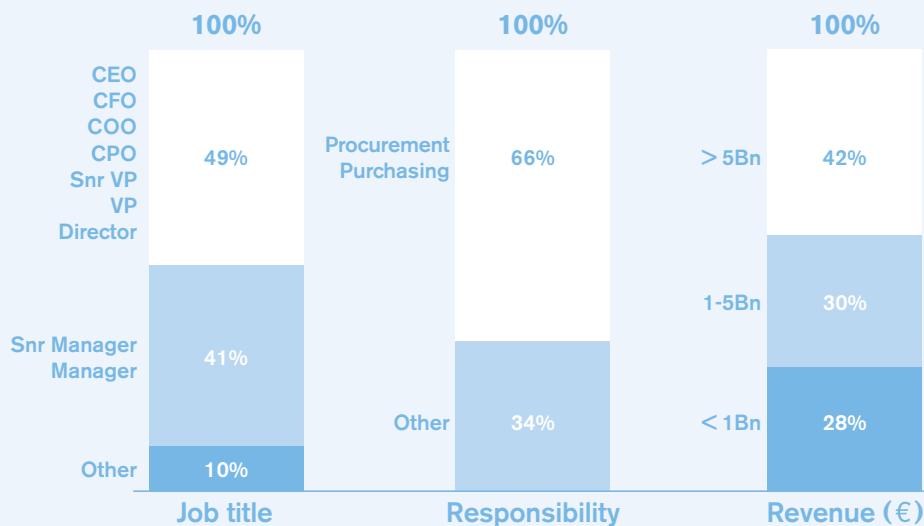 100%
100%
100%
CEO
CFO
COO
CPO
Snr VP
VP
Director
49%
Procurement
Purchasing
66%
> 5Bn
42%
Snr Manager
Manager
41%
1-5Bn
30%
Other
10%
Other
34%
< 1Bn
28%
Job title
Responsibility
Revenue (€)